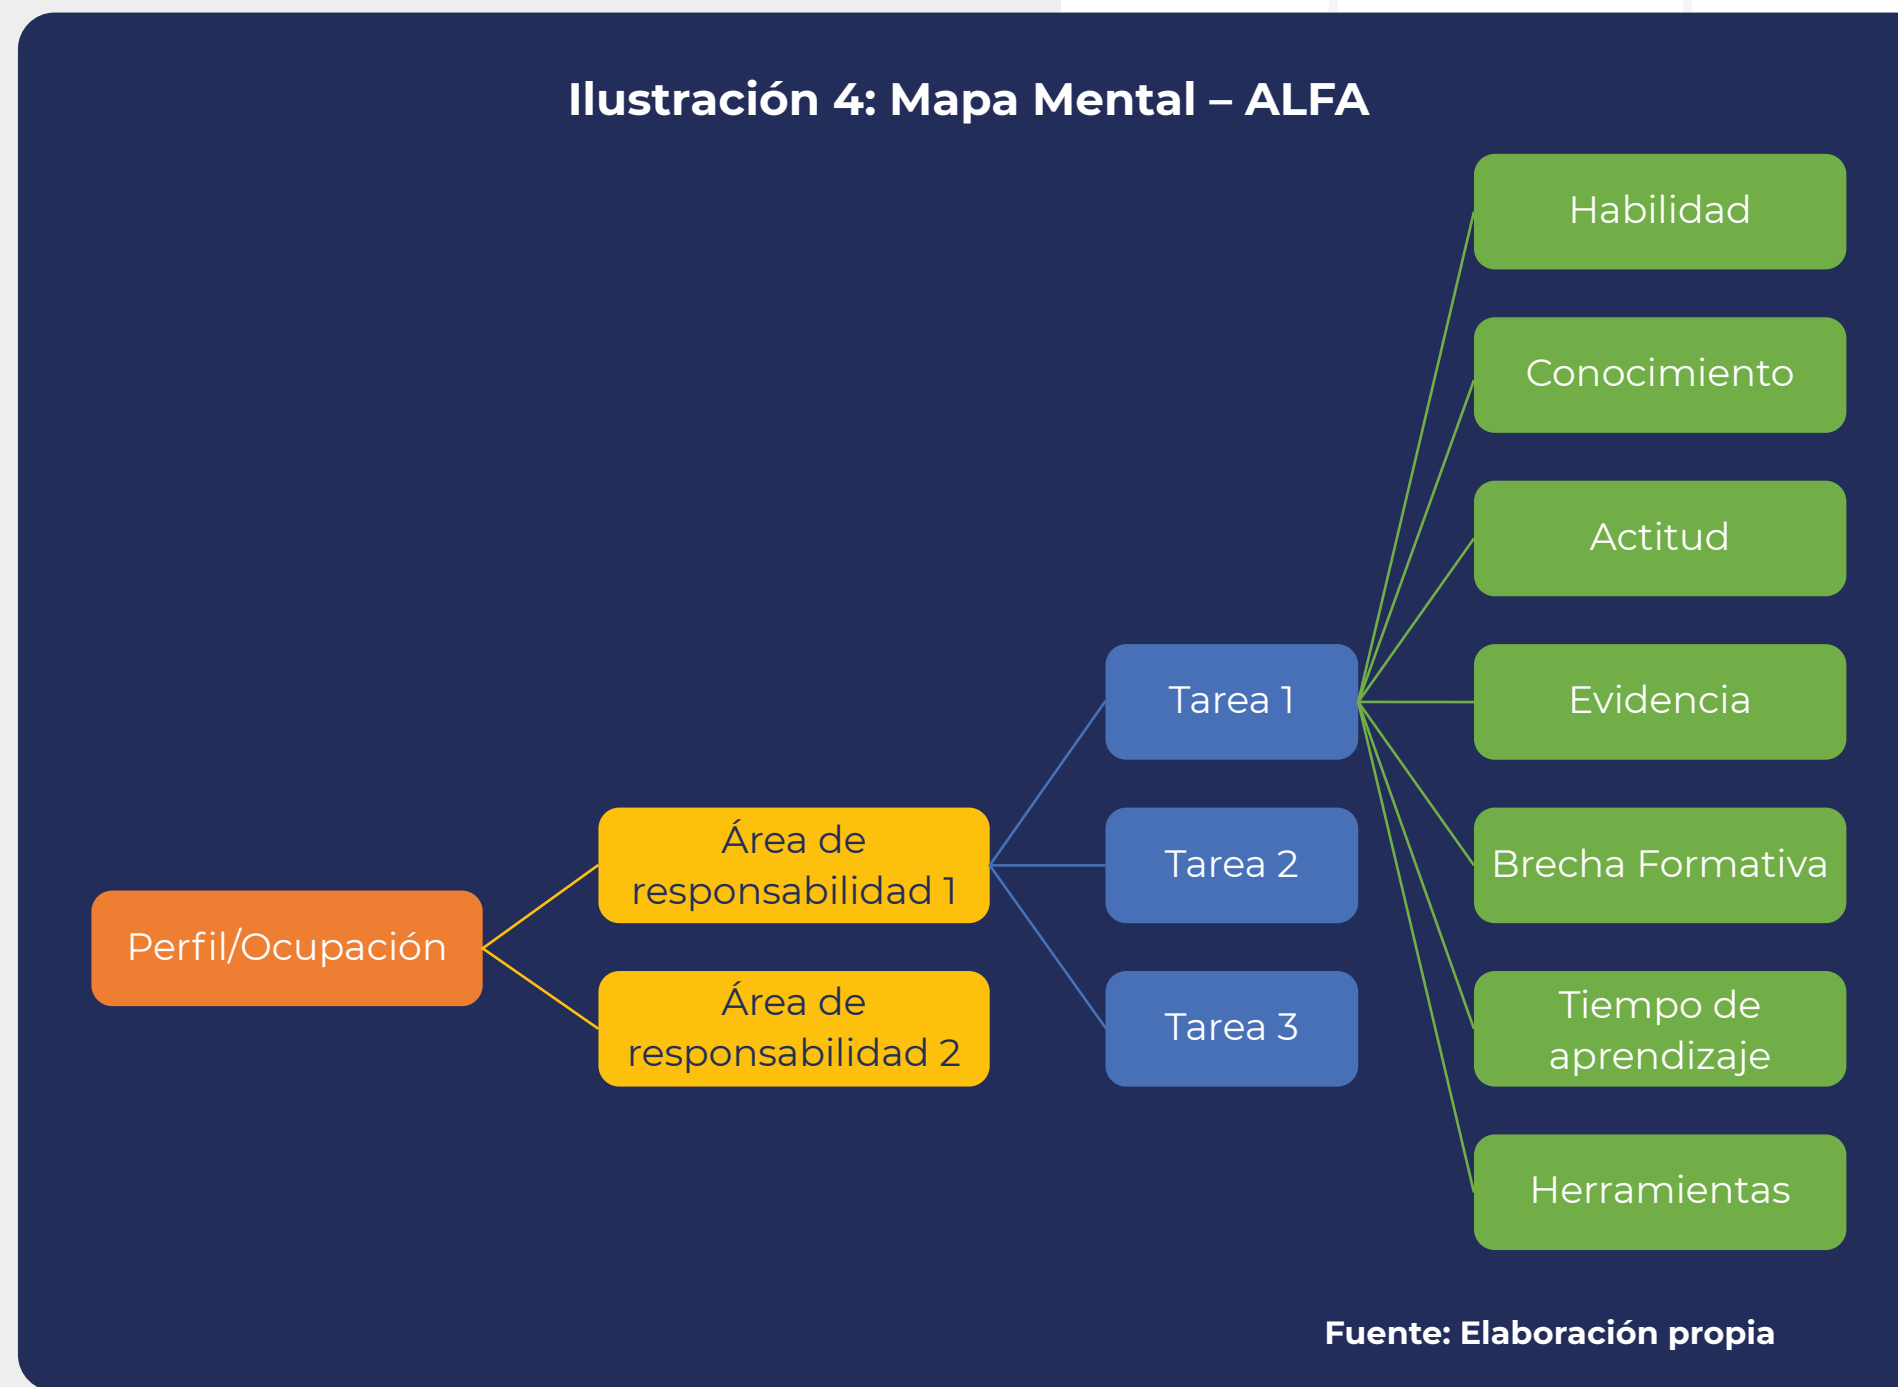 Ilustración 4: Mapa Mental – ALFA
Perfil/Ocupación
Área de
responsabilidad 1
Área de
responsabilidad 2
Tarea 1
Tarea 2
Tarea 3
Habilidad
Conocimiento
Actitud
Evidencia
Brecha Formativa
Tiempo de
aprendizaje
Herramientas
Fuente: Elaboración propia